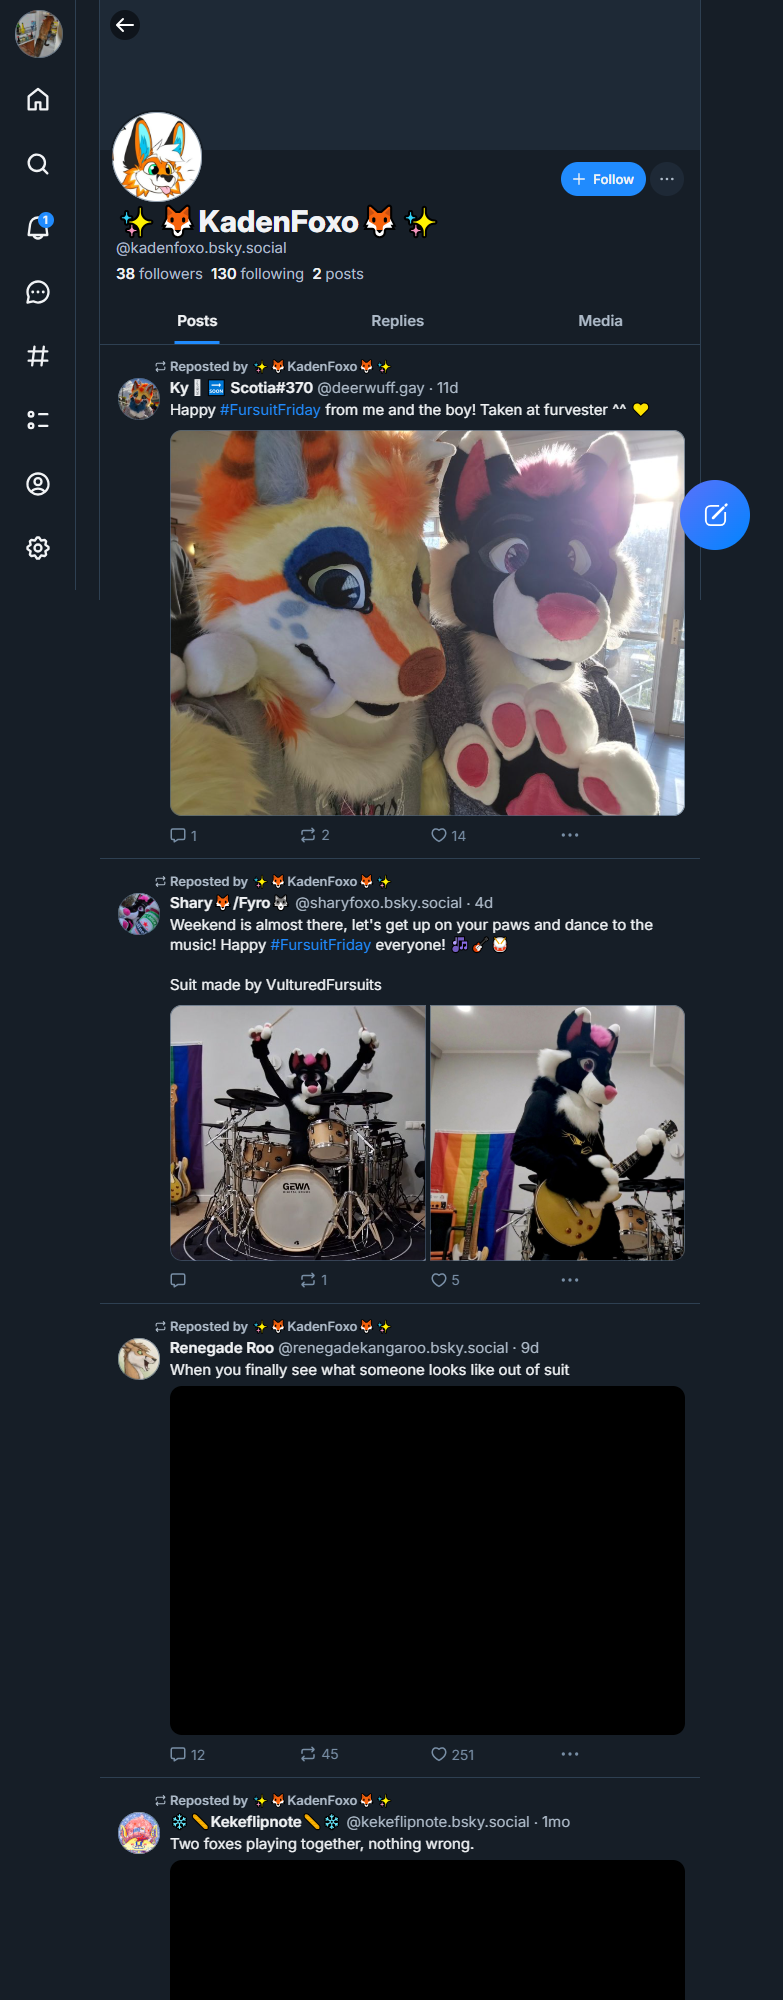 1
Follow
✨🦊KadenFoxo🦊✨
@kadenfoxo.bsky.social
38 followers 130 following 2 posts
Posts Replies Media
Reposted by ✨🦊KadenFoxo🦊✨
Ky 🔜 Scotia#370 @deerwuff.gay · 11d
Happy #FursuitFriday from me and the boy! Taken at furvester ^^ 💛
1 2 14
Reposted by ✨🦊KadenFoxo🦊✨
Shary🦊/Fyro🐺 @sharyfoxo.bsky.social · 4d
Weekend is almost there, let's get up on your paws and dance to the
music! Happy #FursuitFriday everyone! 🎶🎸🥁
Suit made by VulturedFursuits
GEWA
DIGITAL DRUMS
1 5
Reposted by ✨🦊KadenFoxo🦊✨
Renegade Roo @renegadekangaroo.bsky.social · 9d
When you finally see what someone looks like out of suit
12 45 251
Reposted by ✨🦊KadenFoxo🦊✨
❄️✏️Kekeflipnote✏️❄️ @kekeflipnote.bsky.social · 1mo
Two foxes playing together, nothing wrong.